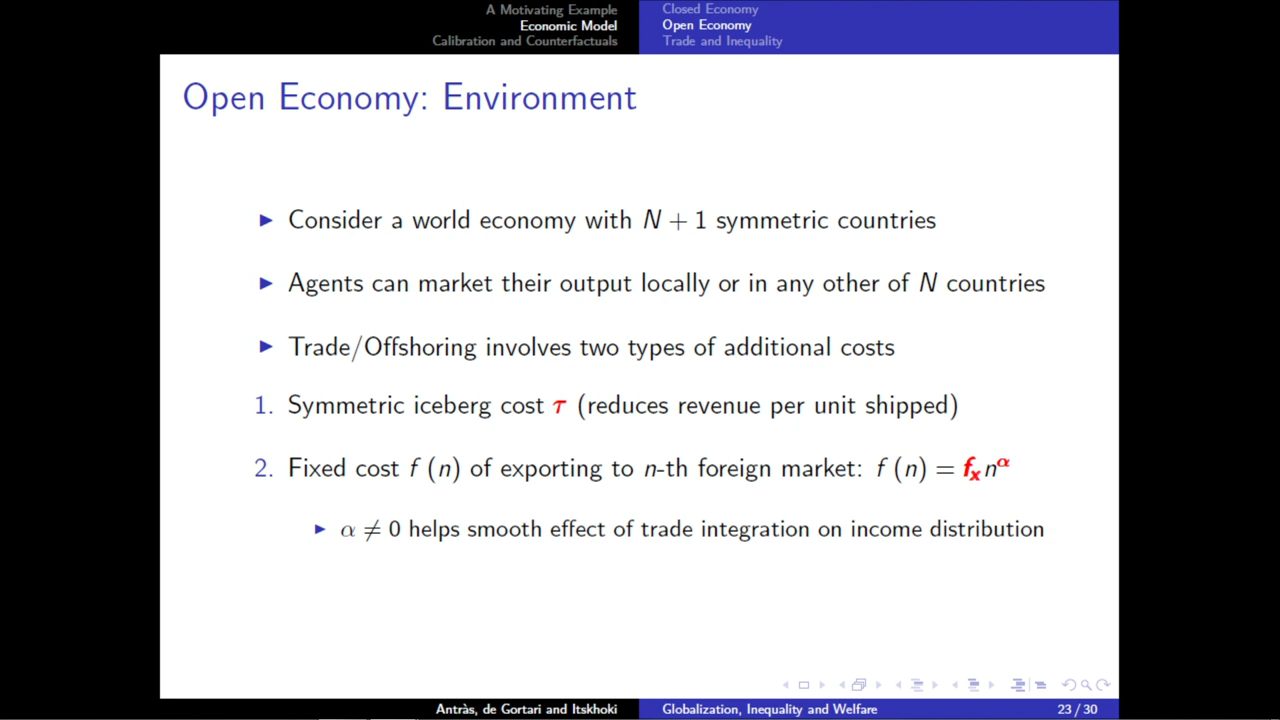 A Motivating Example
Economic Model
Calibration and Counterfactuals
Closed Economy
Open Economy
Trade and Inequality
Open Economy: Environment
Consider a world economy with N + 1 symmetric countries
Agents can market their output locally or in any other of N countries
Trade/Offshoring involves two types of additional costs
1. Symmetric iceberg cost τ (reduces revenue per unit shipped)
2. Fixed cost f (n) of exporting to n-th foreign market: f (n) = fₓn^α
α ≠ 0 helps smooth effect of trade integration on income distribution
Antràs, de Gortari and Itskhoki
Globalization, Inequality and Welfare
23 / 30